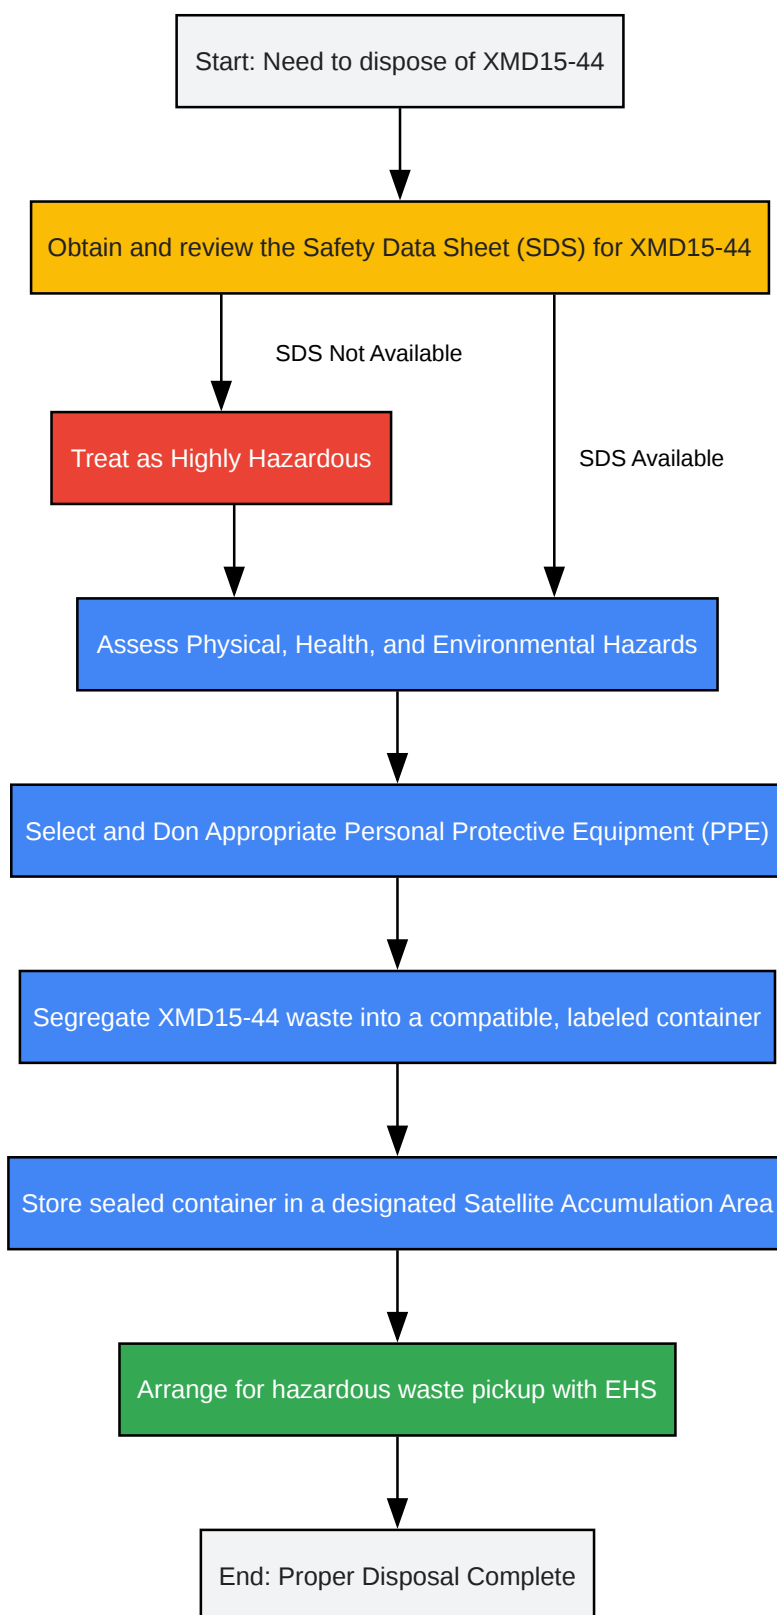 Start: Need to dispose of XMD15-44
Obtain and review the Safety Data Sheet (SDS) for XMD15-44
SDS Not Available
Treat as Highly Hazardous
SDS Available
Assess Physical, Health, and Environmental Hazards
Select and Don Appropriate Personal Protective Equipment (PPE)
Segregate XMD15-44 waste into a compatible, labeled container
Store sealed container in a designated Satellite Accumulation Area
Arrange for hazardous waste pickup with EHS
End: Proper Disposal Complete